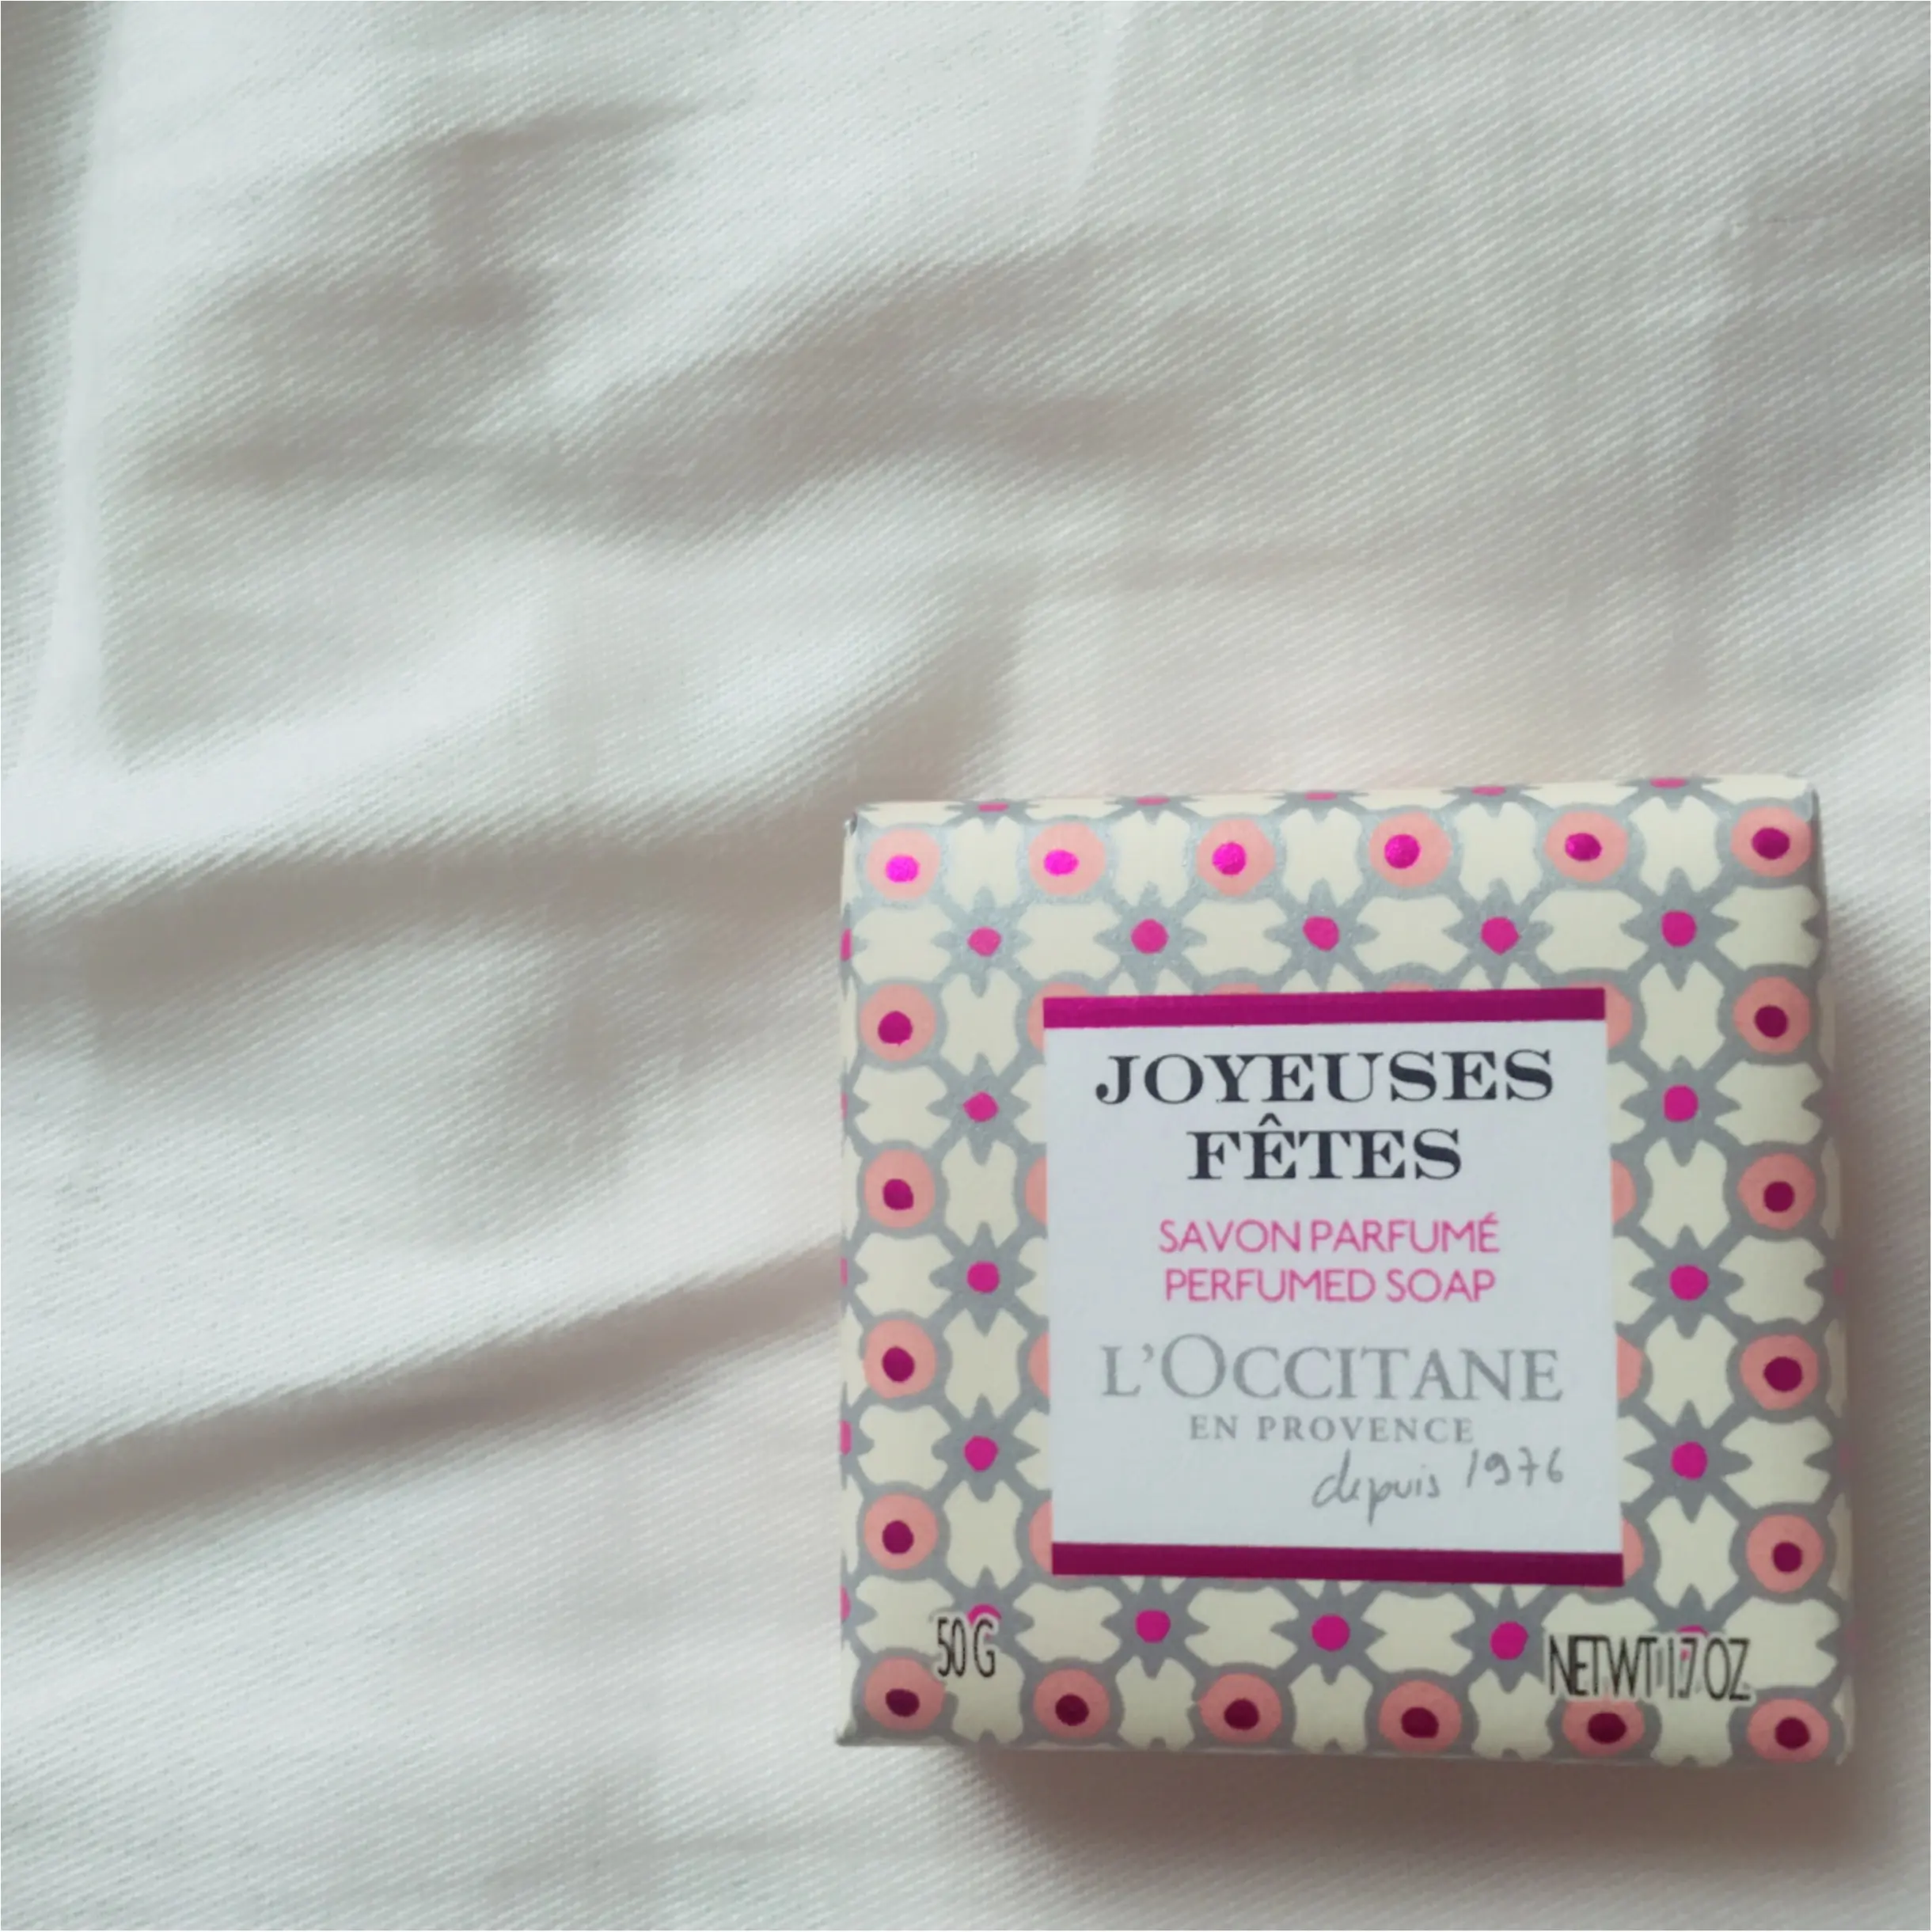 JOYEUSES
FÊTES
SAVON PARFUMÉ
PERFUMED SOAP
L'OCCITANE
EN PROVENCE
depuis 1976
50 G
NET WT 1.7 OZ